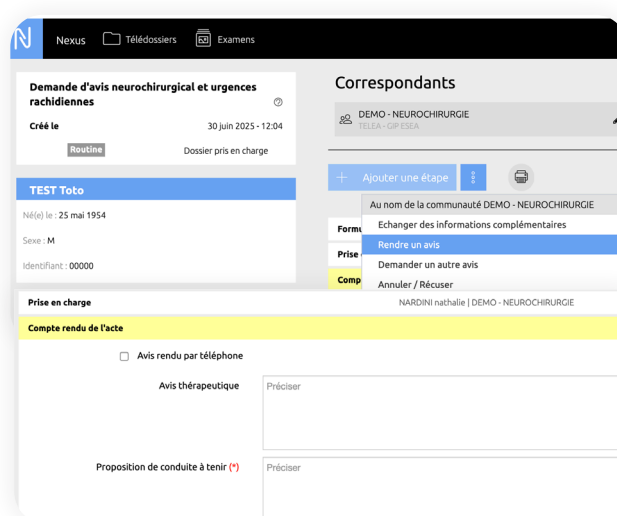 Nexus Télédossiers Examens
Demande d'avis neurochirurgical et urgences
rachidiennes
Créé le 30 juin 2025 - 12:04
Routine Dossier pris en charge
TEST Toto
Né(e) le : 25 mai 1954
Sexe : M
Identifiant : 00000
Correspondants
DEMO - NEUROCHIRURGIE
TELEA - GIP ESEA
Ajouter une étape
Au nom de la communauté DEMO - NEUROCHIRURGIE
Echanger des informations complémentaires
Rendre un avis
Demander un autre avis
Annuler / Récuser
Formu
Prise
Comp
Prise en charge NARDINI nathalie | DEMO - NEUROCHIRURGIE
Compte rendu de l'acte
Avis rendu par téléphone
Avis thérapeutique Préciser
Proposition de conduite à tenir (*) Préciser